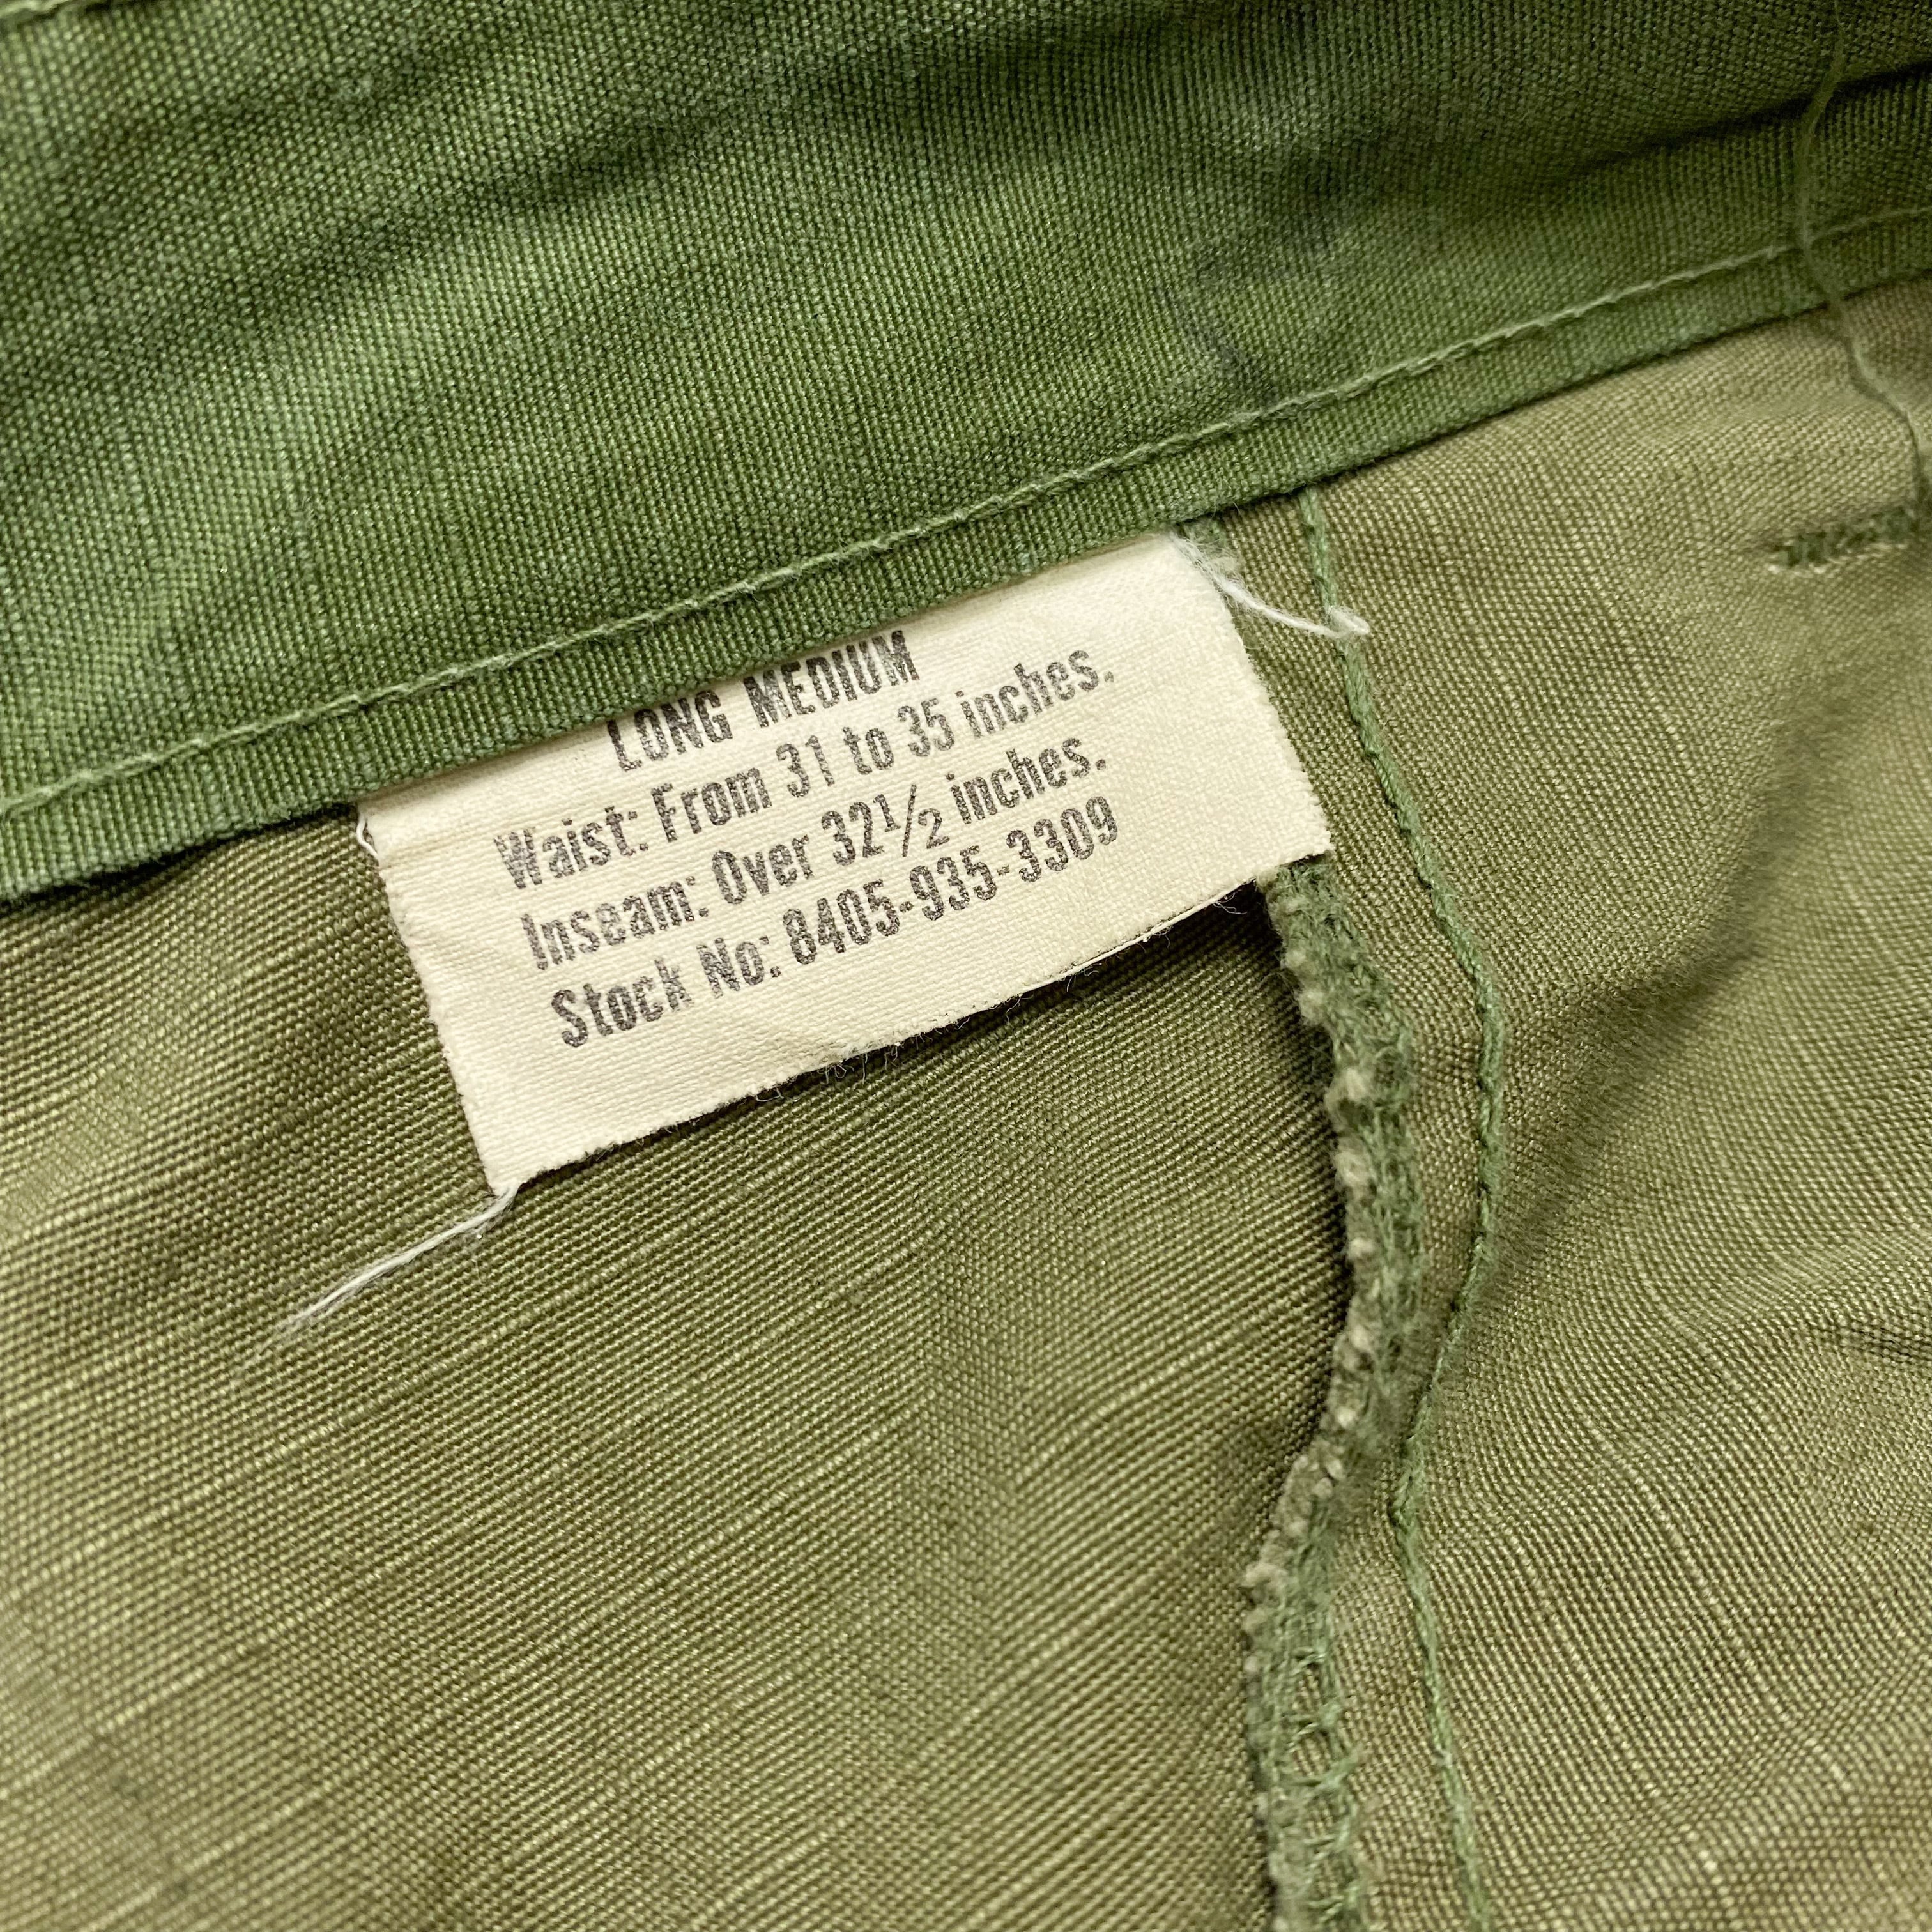 LONG MEDIUM
Waist: From 31 to 35 inches.
Inseam: Over 32½ inches.
Stock No: 8405-935-3309